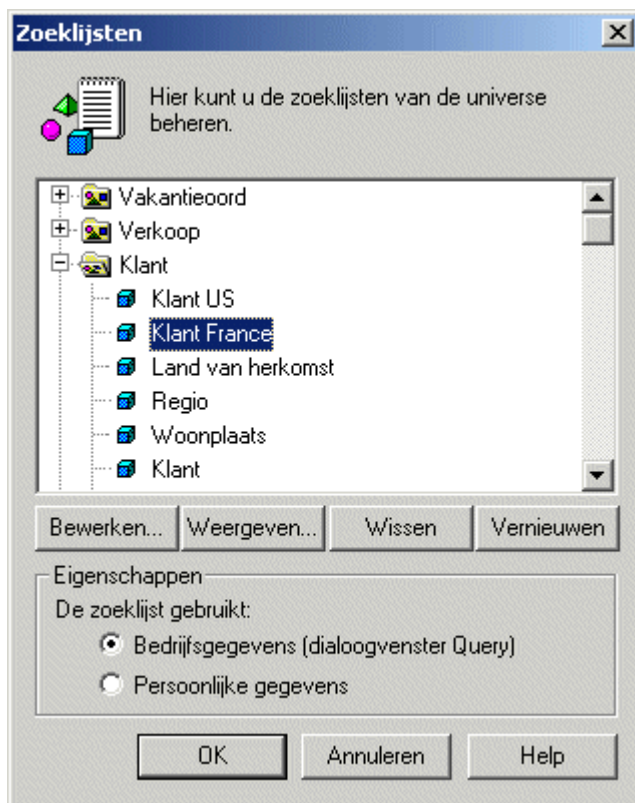 Zoeklijsten
Hier kunt u de zoeklijsten van de universe
beheren.
Vakantieoord
Verkoop
Klant
Klant US
Klant France
Land van herkomst
Regio
Woonplaats
Klant
Bewerken... Weergeven... Wissen Vernieuwen
Eigenschappen
De zoeklijst gebruikt:
Bedrijfsgegevens (dialoogvenster Query)
Persoonlijke gegevens
OK Annuleren Help